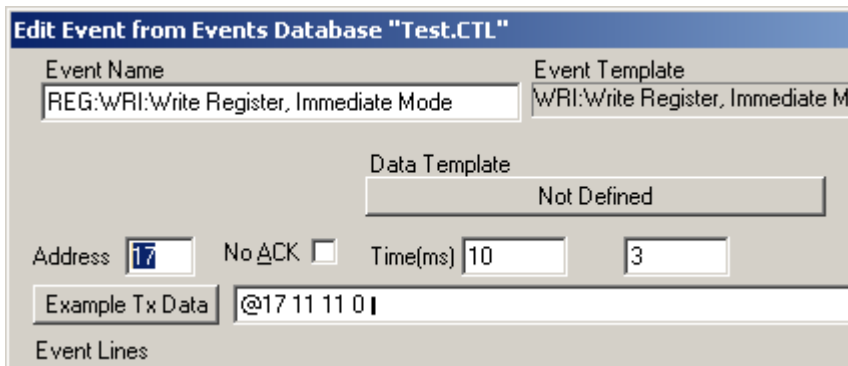 Edit Event from Events Database "Test.CTL"
Event Name Event Template
REG:WRI:Write Register, Immediate Mode WRI:Write Register, Immediate M
Data Template
Not Defined
Address 17 No ACK Time(ms) 10 3
Example Tx Data @17 11 11 0
Event Lines